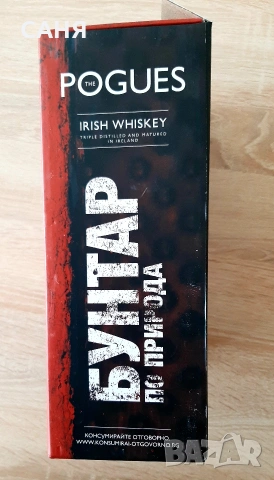 САНЯ
THE
POGUES
IRISH WHISKEY
TRIPLE DISTILLED AND MATURED
IN IRELAND
БУНТАР
ПО ПРИРОДА
КОНСУМИРАЙТЕ ОТГОВОРНО
WWW.KONSUMIRAI-OTGOVORNO.BG
BAZAR